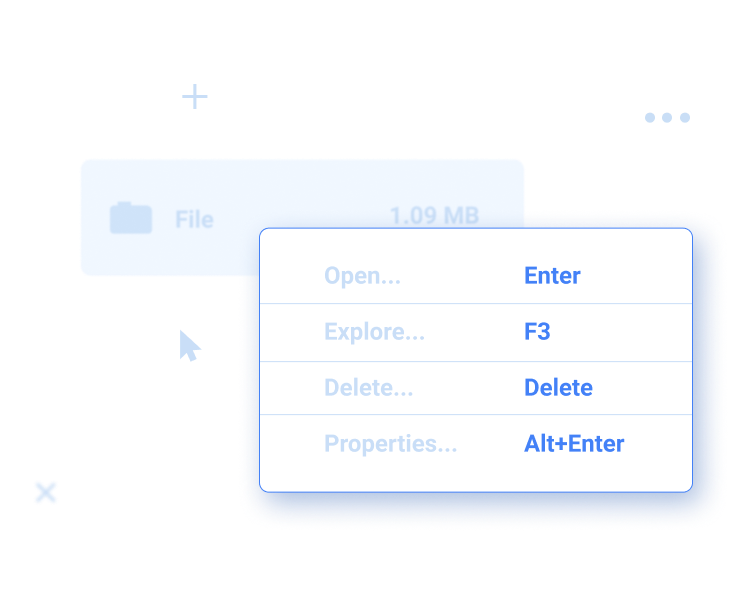 File 1.09 MB
Open... Enter
Explore... F3
Delete... Delete
Properties... Alt+Enter